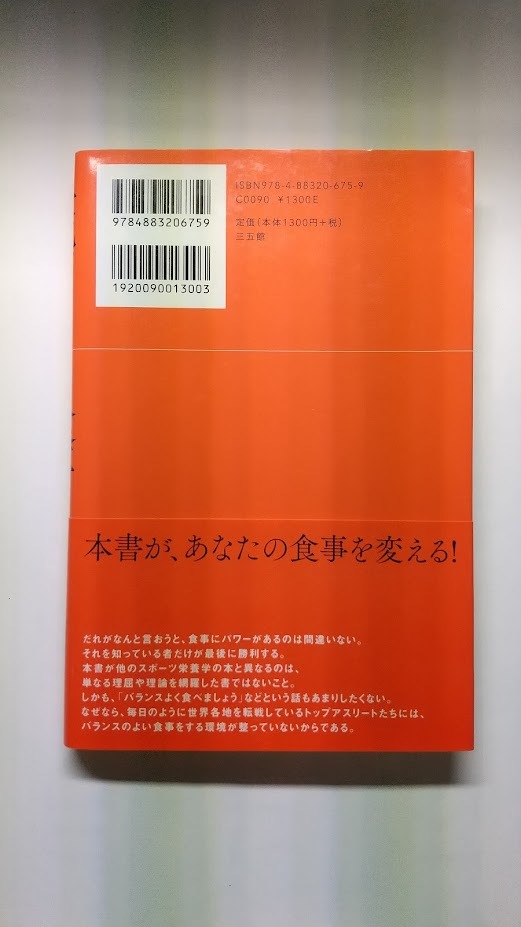 9784883206759
1920090013003
ISBN978-4-88320-675-9
C0090 ¥1300E
定価(本体1300円+税)
三五館
本書が、あなたの食事を変える!
だれがなんと言おうと、食事にパワーがあるのは間違いない。
それを知っている者だけが最後に勝利する。
本書が他のスポーツ栄養学の本と異なるのは、
単なる理屈や理論を網羅した書ではないこと。
しかも、「バランスよく食べましょう」などという話もあまりしたくない。
なぜなら、毎日のように世界各地を転戦しているトップアスリートたちには、
バランスのよい食事をする環境が整っていないからである。